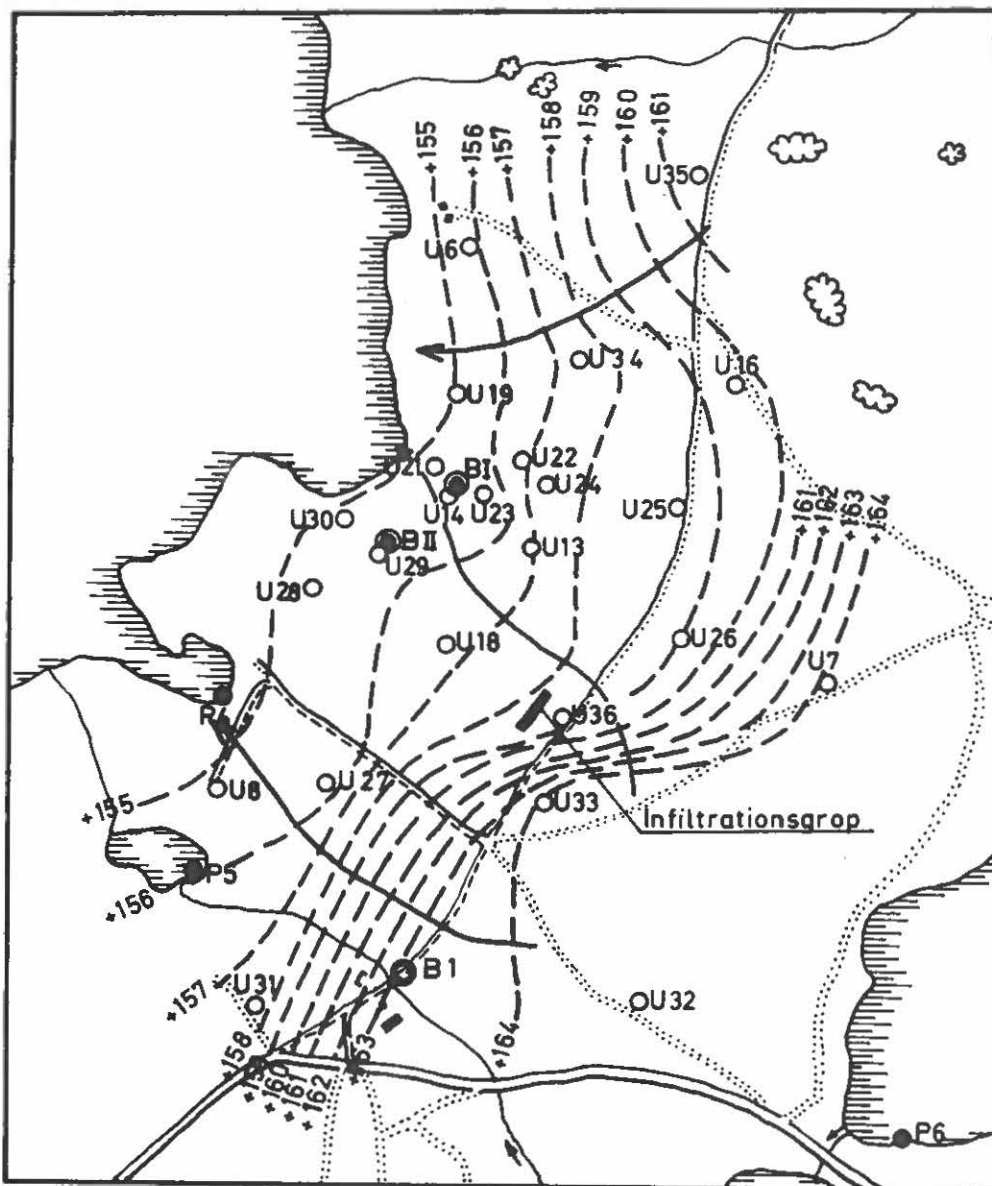 +155
+156
+157
+158
+159
+160
+161
U35
U6
U34
U16
U19
U22
BI
U21
U24
U14
U23
U25
U30
BII
U13
U29
+161
+162
+163
+164
U28
U18
U26
U7
U36
U27
U8
U33
Infiltrationsgrop
+155
P5
+156
B1
+157
U31
U32
+164
+158
+160
+162
P6